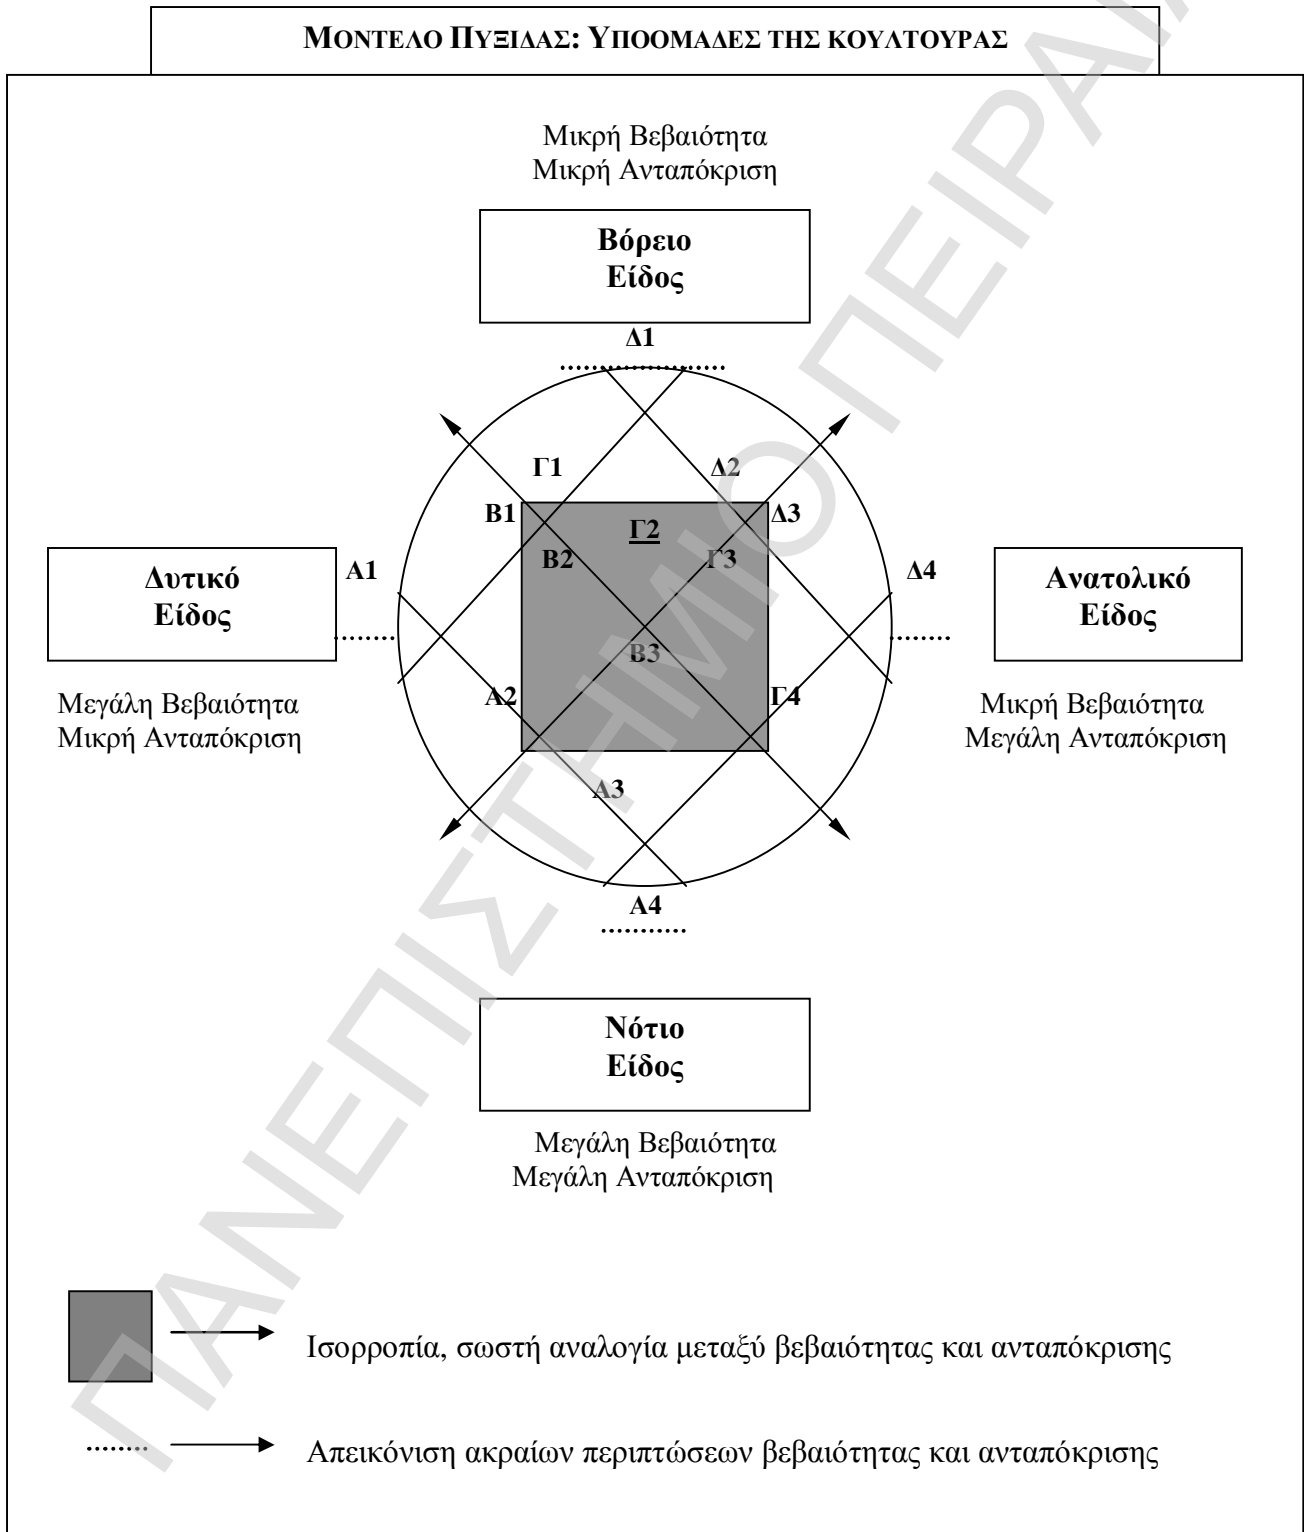 ΜΟΝΤΕΛΟ ΠΥΞΙΔΑΣ: ΥΠΟΟΜΑΔΕΣ ΤΗΣ ΚΟΥΛΤΟΥΡΑΣ
Μικρή Βεβαιότητα
Μικρή Ανταπόκριση
Βόρειο
Είδος
Δ1
Γ1
Δ2
Β1
Γ2
Δ3
Β2
Γ3
Δυτικό
Είδος
Α1
Δ4
Ανατολικό
Είδος
Β3
Μεγάλη Βεβαιότητα
Μικρή Ανταπόκριση
Α2
Γ4
Μικρή Βεβαιότητα
Μεγάλη Ανταπόκριση
Α3
Α4
Νότιο
Είδος
Μεγάλη Βεβαιότητα
Μεγάλη Ανταπόκριση
Ισορροπία, σωστή αναλογία μεταξύ βεβαιότητας και ανταπόκρισης
Απεικόνιση ακραίων περιπτώσεων βεβαιότητας και ανταπόκρισης
ΠΑΝΕΠΙΣΤΗΜΙΟ ΠΕΙΡΑΙ